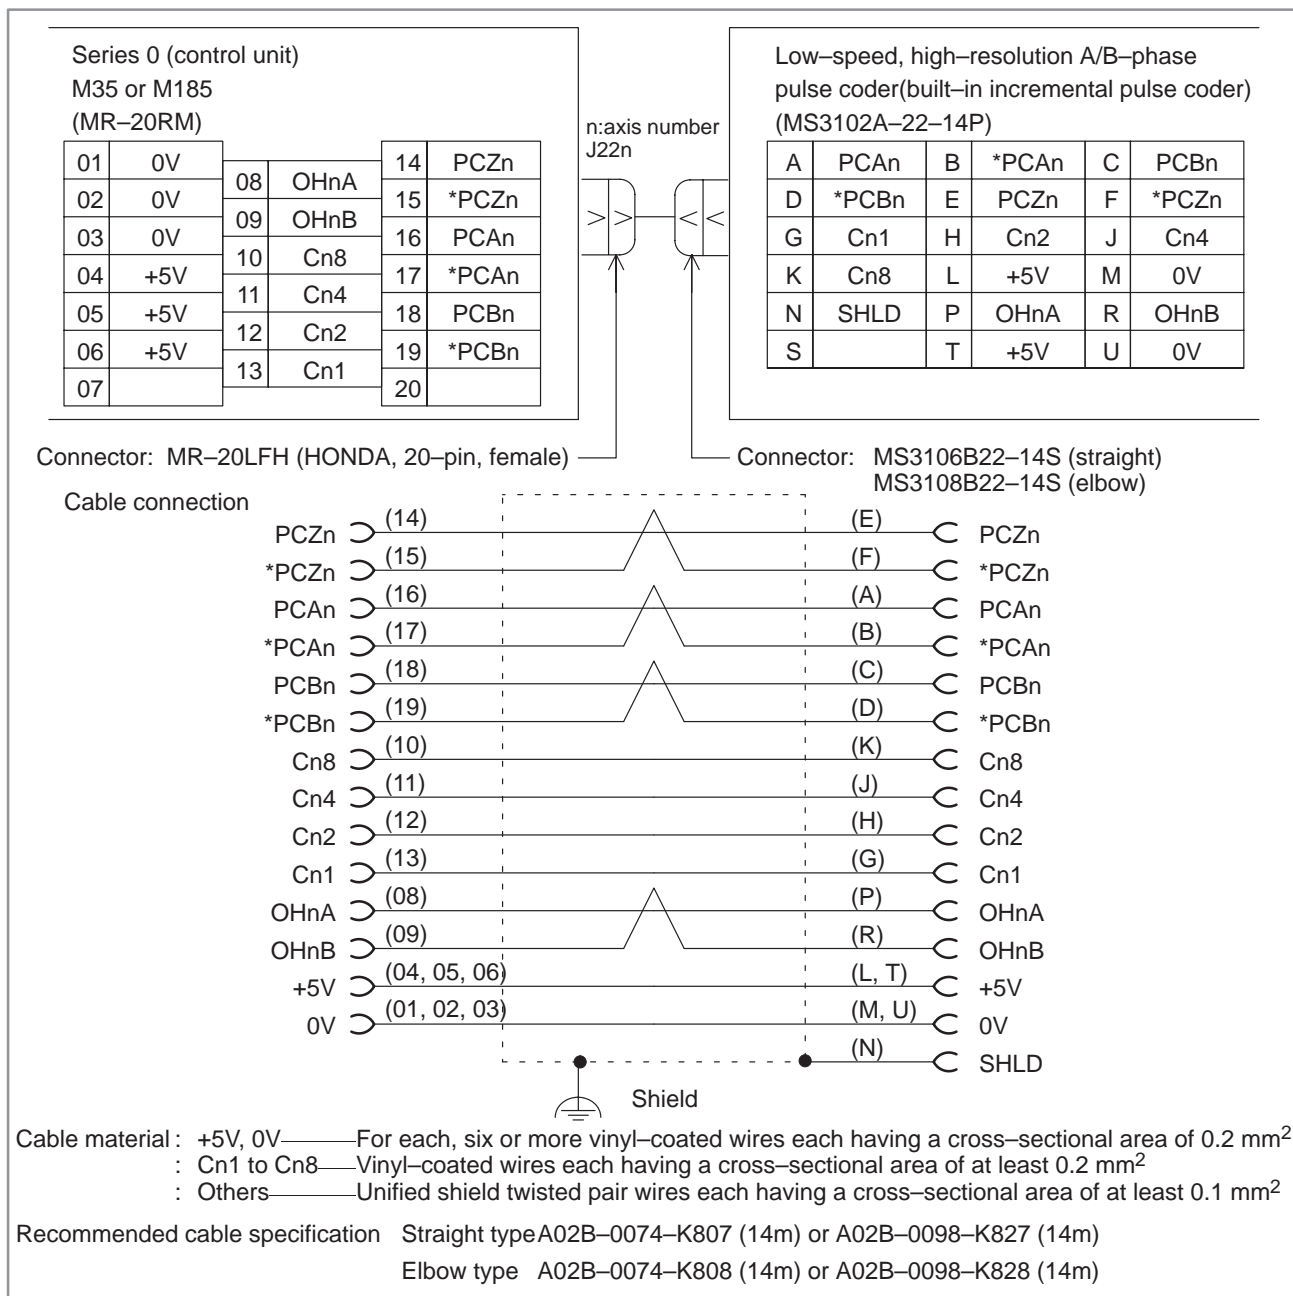 Series 0 (control unit)
M35 or M185
(MR–20RM)
01 0V
02 0V
03 0V
04 +5V
05 +5V
06 +5V
07
08 OHnA
09 OHnB
10 Cn8
11 Cn4
12 Cn2
13 Cn1
14 PCZn
15 *PCZn
16 PCAn
17 *PCAn
18 PCBn
19 *PCBn
20
n:axis number
J22n
Low–speed, high–resolution A/B–phase
pulse coder(built–in incremental pulse coder)
(MS3102A–22–14P)
A PCAn B *PCAn C PCBn
D *PCBn E PCZn F *PCZn
G Cn1 H Cn2 J Cn4
K Cn8 L +5V M 0V
N SHLD P OHnA R OHnB
S T +5V U 0V
Connector: MR–20LFH (HONDA, 20–pin, female)
Connector: MS3106B22–14S (straight)
MS3108B22–14S (elbow)
Cable connection
PCZn (14) (E) PCZn
*PCZn (15) (F) *PCZn
PCAn (16) (A) PCAn
*PCAn (17) (B) *PCAn
PCBn (18) (C) PCBn
*PCBn (19) (D) *PCBn
Cn8 (10) (K) Cn8
Cn4 (11) (J) Cn4
Cn2 (12) (H) Cn2
Cn1 (13) (G) Cn1
OHnA (08) (P) OHnA
OHnB (09) (R) OHnB
+5V (04, 05, 06) (L, T) +5V
0V (01, 02, 03) (M, U) 0V
(N) SHLD
Shield
Cable material : +5V, 0V For each, six or more vinyl–coated wires each having a cross–sectional area of 0.2 mm2
: Cn1 to Cn8 Vinyl–coated wires each having a cross–sectional area of at least 0.2 mm2
: Others Unified shield twisted pair wires each having a cross–sectional area of at least 0.1 mm2
Recommended cable specification Straight type A02B–0074–K807 (14m) or A02B–0098–K827 (14m)
Elbow type A02B–0074–K808 (14m) or A02B–0098–K828 (14m)